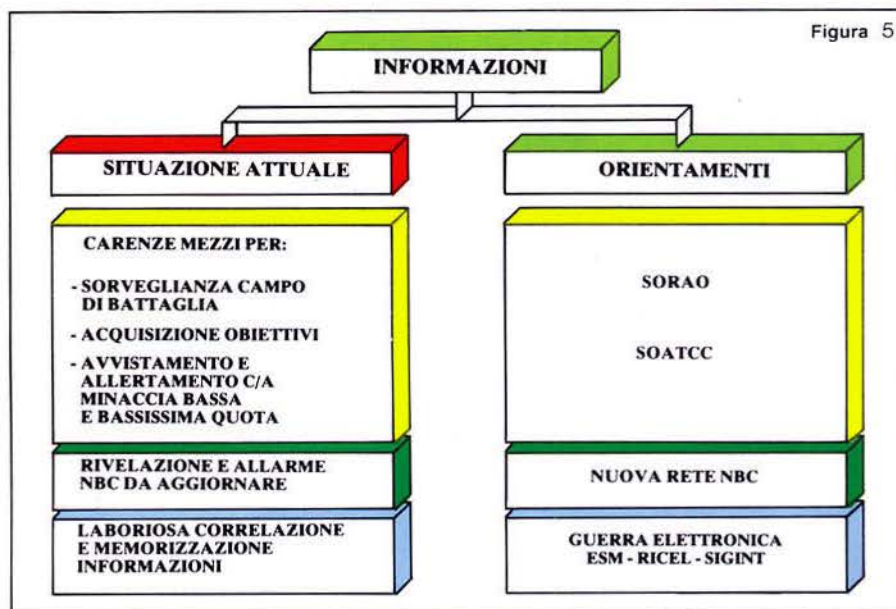 Figura 5
INFORMAZIONI
SITUAZIONE ATTUALE
CARENZE MEZZI PER:
- SORVEGLIANZA CAMPO
DI BATTAGLIA
- ACQUISIZIONE OBIETTIVI
- AVVISTAMENTO E
ALLERTAMENTO C/A
MINACCIA BASSA
E BASSISSIMA QUOTA
RIVELAZIONE E ALLARME
NBC DA AGGIORNARE
LABORIOSA CORRELAZIONE
E MEMORIZZAZIONE
INFORMAZIONI
ORIENTAMENTI
SORAO
SOATCC
NUOVA RETE NBC
GUERRA ELETTRONICA
ESM - RICEL - SIGINT